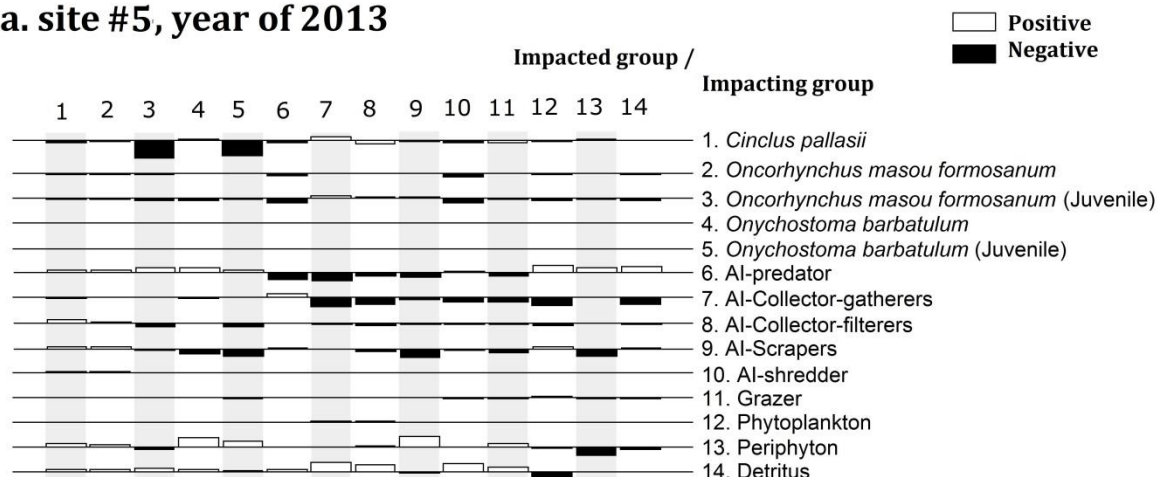 a. site #5, year of 2013
Positive
Negative
Impacted group /
Impacting group
1 2 3 4 5 6 7 8 9 10 11 12 13 14
1. Cinclus pallasii
2. Oncorhynchus masou formosanum
3. Oncorhynchus masou formosanum (Juvenile)
4. Onychostoma barbatulum
5. Onychostoma barbatulum (Juvenile)
6. AI-predator
7. AI-Collector-gatherers
8. AI-Collector-filterers
9. AI-Scrapers
10. AI-shredder
11. Grazer
12. Phytoplankton
13. Periphyton
14. Detritus